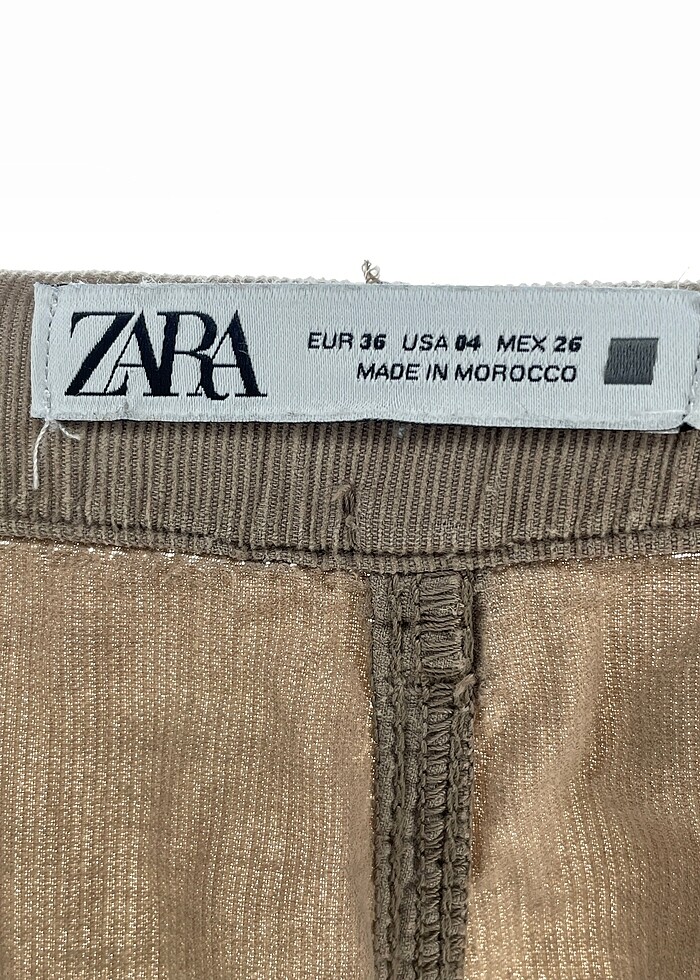 ZARA
EUR 36 USA 04 MEX 26
MADE IN MOROCCO